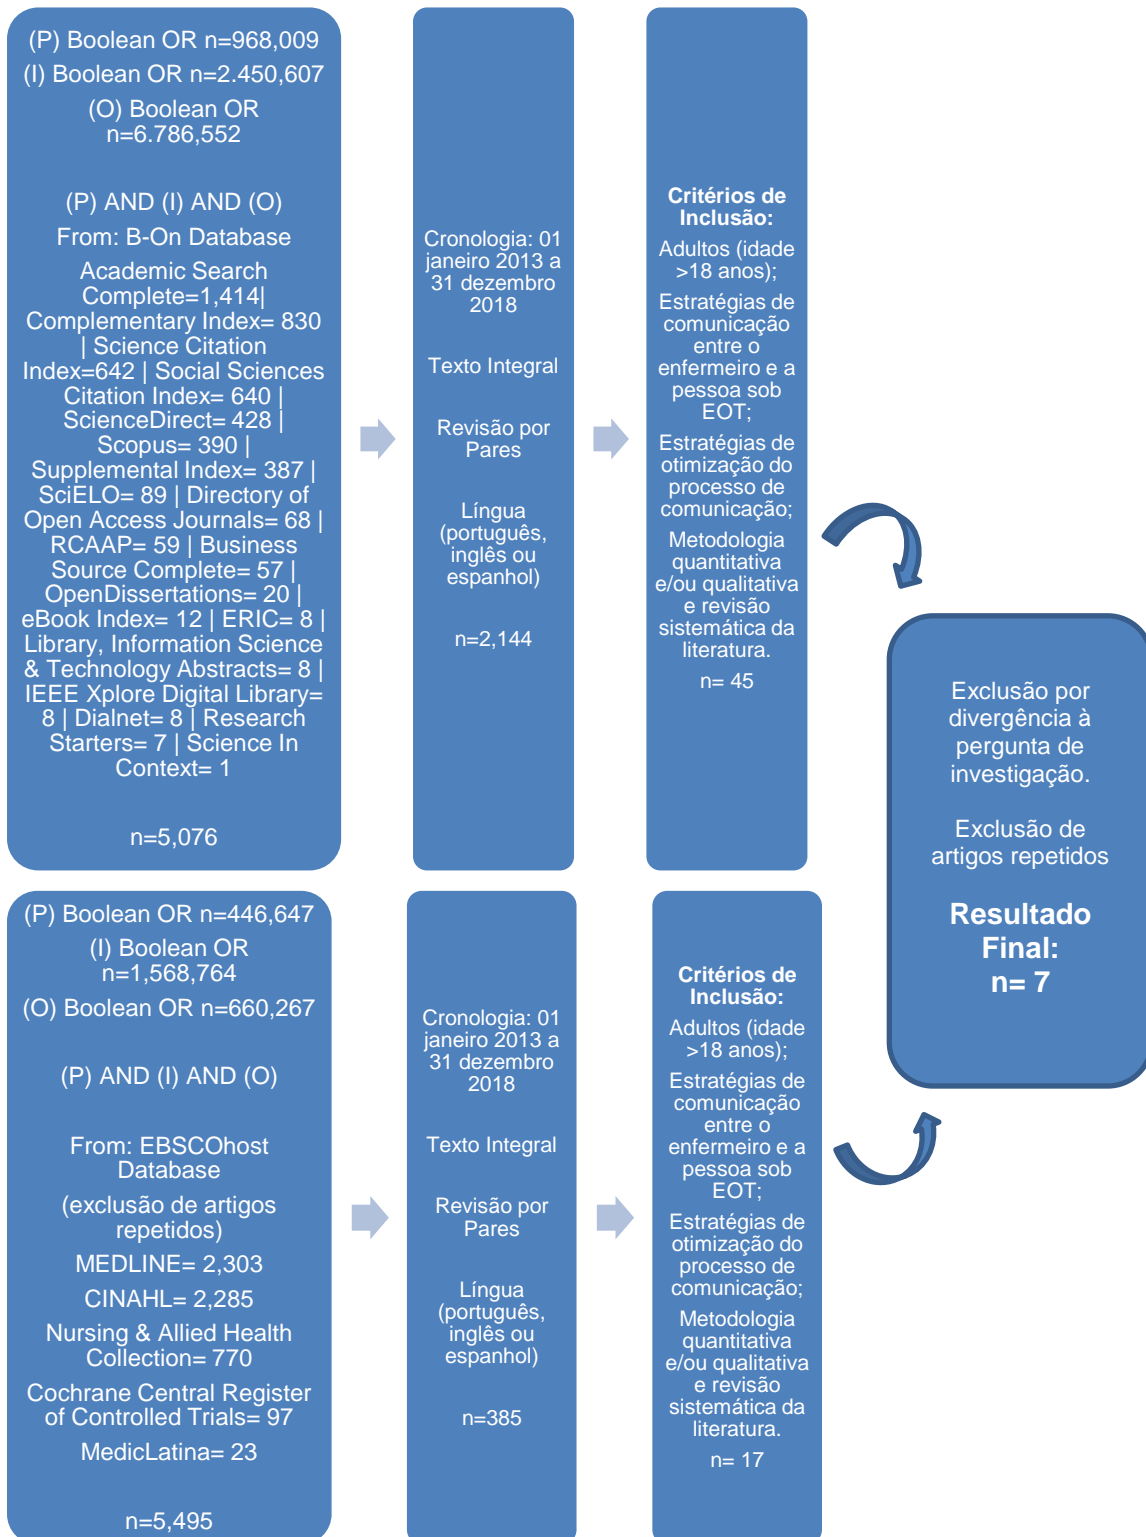 (P) Boolean OR n=968,009
(I) Boolean OR n=2.450,607
(O) Boolean OR
n=6.786,552
(P) AND (I) AND (O)
From: B-On Database
Academic Search
Complete=1,414|
Complementary Index= 830
| Science Citation
Index=642 | Social Sciences
Citation Index= 640 |
ScienceDirect= 428 |
Scopus= 390 |
Supplemental Index= 387 |
SciELO= 89 | Directory of
Open Access Journals= 68 |
RCAAP= 59 | Business
Source Complete= 57 |
OpenDissertations= 20 |
eBook Index= 12 | ERIC= 8 |
Library, Information Science
& Technology Abstracts= 8 |
IEEE Xplore Digital Library=
8 | Dialnet= 8 | Research
Starters= 7 | Science In
Context= 1
n=5,076
Cronologia: 01
janeiro 2013 a
31 dezembro
2018
Texto Integral
Revisão por
Pares
Língua
(português,
inglês ou
espanhol)
n=2,144
Critérios de
Inclusão:
Adultos (idade
>18 anos);
Estratégias de
comunicação
entre o
enfermeiro e a
pessoa sob
EOT;
Estratégias de
otimização do
processo de
comunicação;
Metodologia
quantitativa
e/ou qualitativa
e revisão
sistemática da
literatura.
n= 45
(P) Boolean OR n=446,647
(I) Boolean OR
n=1,568,764
(O) Boolean OR n=660,267
(P) AND (I) AND (O)
From: EBSCOhost
Database
(exclusão de artigos
repetidos)
MEDLINE= 2,303
CINAHL= 2,285
Nursing & Allied Health
Collection= 770
Cochrane Central Register
of Controlled Trials= 97
MedicLatina= 23
n=5,495
Cronologia: 01
janeiro 2013 a
31 dezembro
2018
Texto Integral
Revisão por
Pares
Língua
(português,
inglês ou
espanhol)
n=385
Critérios de
Inclusão:
Adultos (idade
>18 anos);
Estratégias de
comunicação
entre o
enfermeiro e a
pessoa sob
EOT;
Estratégias de
otimização do
processo de
comunicação;
Metodologia
quantitativa
e/ou qualitativa
e revisão
sistemática da
literatura.
n= 17
Exclusão por
divergência à
pergunta de
investigação.
Exclusão de
artigos repetidos
Resultado
Final:
n= 7